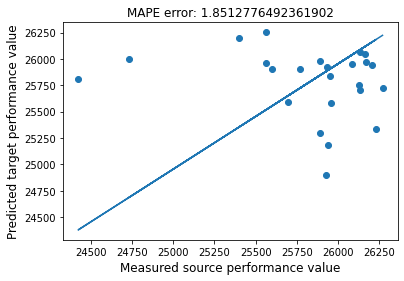 MAPE error: 1.8512776492361902
Predicted target performance value
26250
26000
25750
25500
25250
25000
24750
24500
24500 24750 25000 25250 25500 25750 26000 26250
Measured source performance value